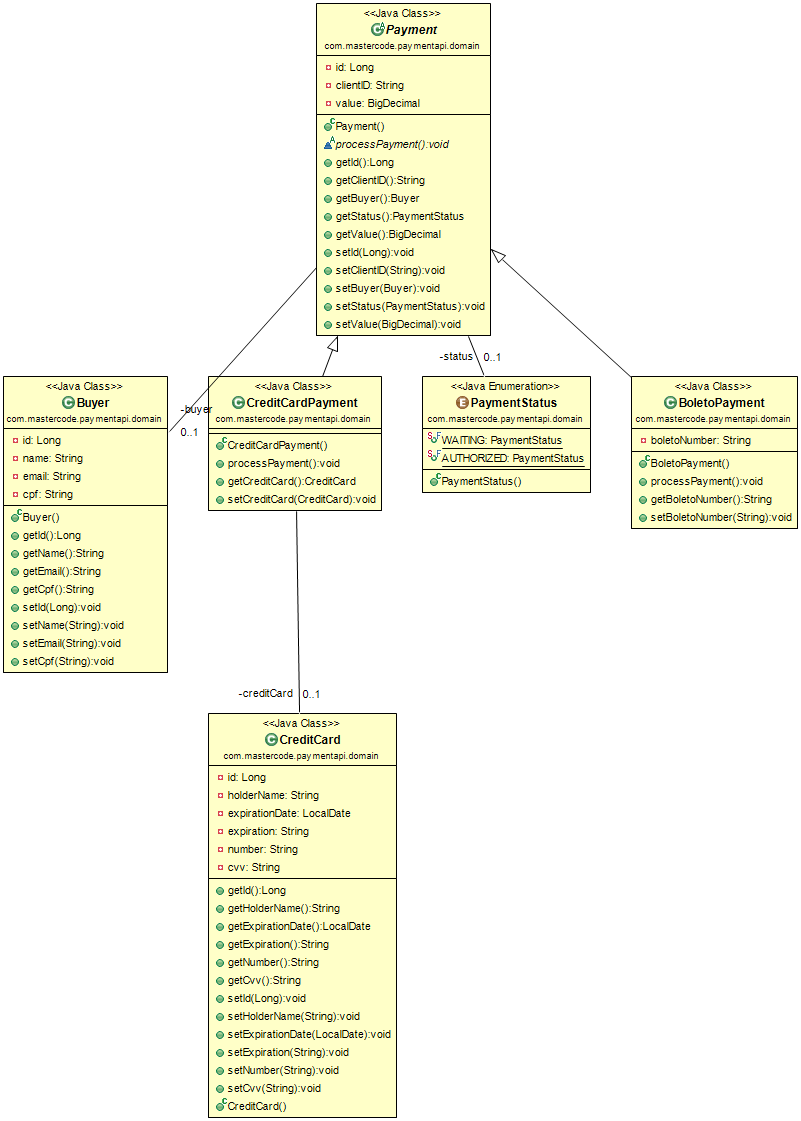 <<Java Class>>
Payment
com.mastercode.paymentapi.domain
id: Long
clientID: String
value: BigDecimal
Payment()
processPayment():void
getId():Long
getClientID():String
getBuyer():Buyer
getStatus():PaymentStatus
getValue():BigDecimal
setId(Long):void
setClientID(String):void
setBuyer(Buyer):void
setStatus(PaymentStatus):void
setValue(BigDecimal):void
-buyer
0..1
-status
0..1
<<Java Class>>
Buyer
com.mastercode.paymentapi.domain
id: Long
name: String
email: String
cpf: String
Buyer()
getId():Long
getName():String
getEmail():String
getCpf():String
setId(Long):void
setName(String):void
setEmail(String):void
setCpf(String):void
<<Java Class>>
CreditCardPayment
com.mastercode.paymentapi.domain
CreditCardPayment()
processPayment():void
getCreditCard():CreditCard
setCreditCard(CreditCard):void
<<Java Enumeration>>
PaymentStatus
com.mastercode.paymentapi.domain
WAITING: PaymentStatus
AUTHORIZED: PaymentStatus
PaymentStatus()
<<Java Class>>
BoletoPayment
com.mastercode.paymentapi.domain
boletoNumber: String
BoletoPayment()
processPayment():void
getBoletoNumber():String
setBoletoNumber(String):void
-creditCard
0..1
<<Java Class>>
CreditCard
com.mastercode.paymentapi.domain
id: Long
holderName: String
expirationDate: LocalDate
expiration: String
number: String
cvv: String
getId():Long
getHolderName():String
getExpirationDate():LocalDate
getExpiration():String
getNumber():String
getCvv():String
setId(Long):void
setHolderName(String):void
setExpirationDate(LocalDate):void
setExpiration(String):void
setNumber(String):void
setCvv(String):void
CreditCard()